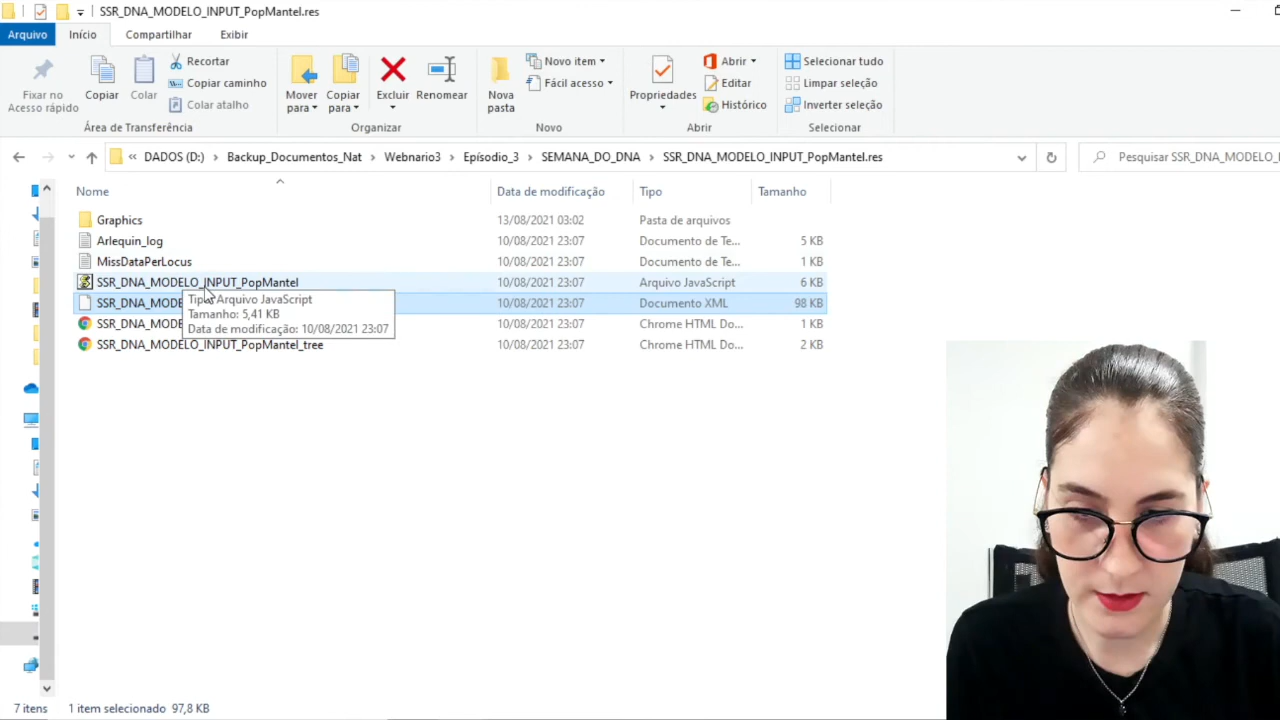 SSR_DNA_MODELO_INPUT_PopMantel.res
Arquivo Início Compartilhar Exibir
Fixar no Acesso rápido
Copiar
Colar
Recortar
Copiar caminho
Colar atalho
Área de Transferência
Mover para
Copiar para
Excluir
Renomear
Organizar
Nova pasta
Novo item
Fácil acesso
Novo
Propriedades
Abrir
Editar
Histórico
Abrir
Selecionar tudo
Limpar seleção
Inverter seleção
Selecionar
« DADOS (D:) > Backup_Documentos_Nat > Webnario3 > Epísodio_3 > SEMANA_DO_DNA > SSR_DNA_MODELO_INPUT_PopMantel.res
Pesquisar SSR_DNA_MODELO_I
Nome Data de modificação Tipo Tamanho
Graphics 13/08/2021 03:02 Pasta de arquivos
Arlequin_log 10/08/2021 23:07 Documento de Te... 5 KB
MissDataPerLocus 10/08/2021 23:07 Documento de Te... 1 KB
SSR_DNA_MODELO_INPUT_PopMantel 10/08/2021 23:07 Arquivo JavaScript 6 KB
SSR_DNA_MODE 10/08/2021 23:07 Documento XML 98 KB
SSR_DNA_MODE 10/08/2021 23:07 Chrome HTML Do... 1 KB
SSR_DNA_MODELO_INPUT_PopMantel_tree 10/08/2021 23:07 Chrome HTML Do... 2 KB
Tipo: Arquivo JavaScript
Tamanho: 5,41 KB
Data de modificação: 10/08/2021 23:07
7 itens 1 item selecionado 97,8 KB